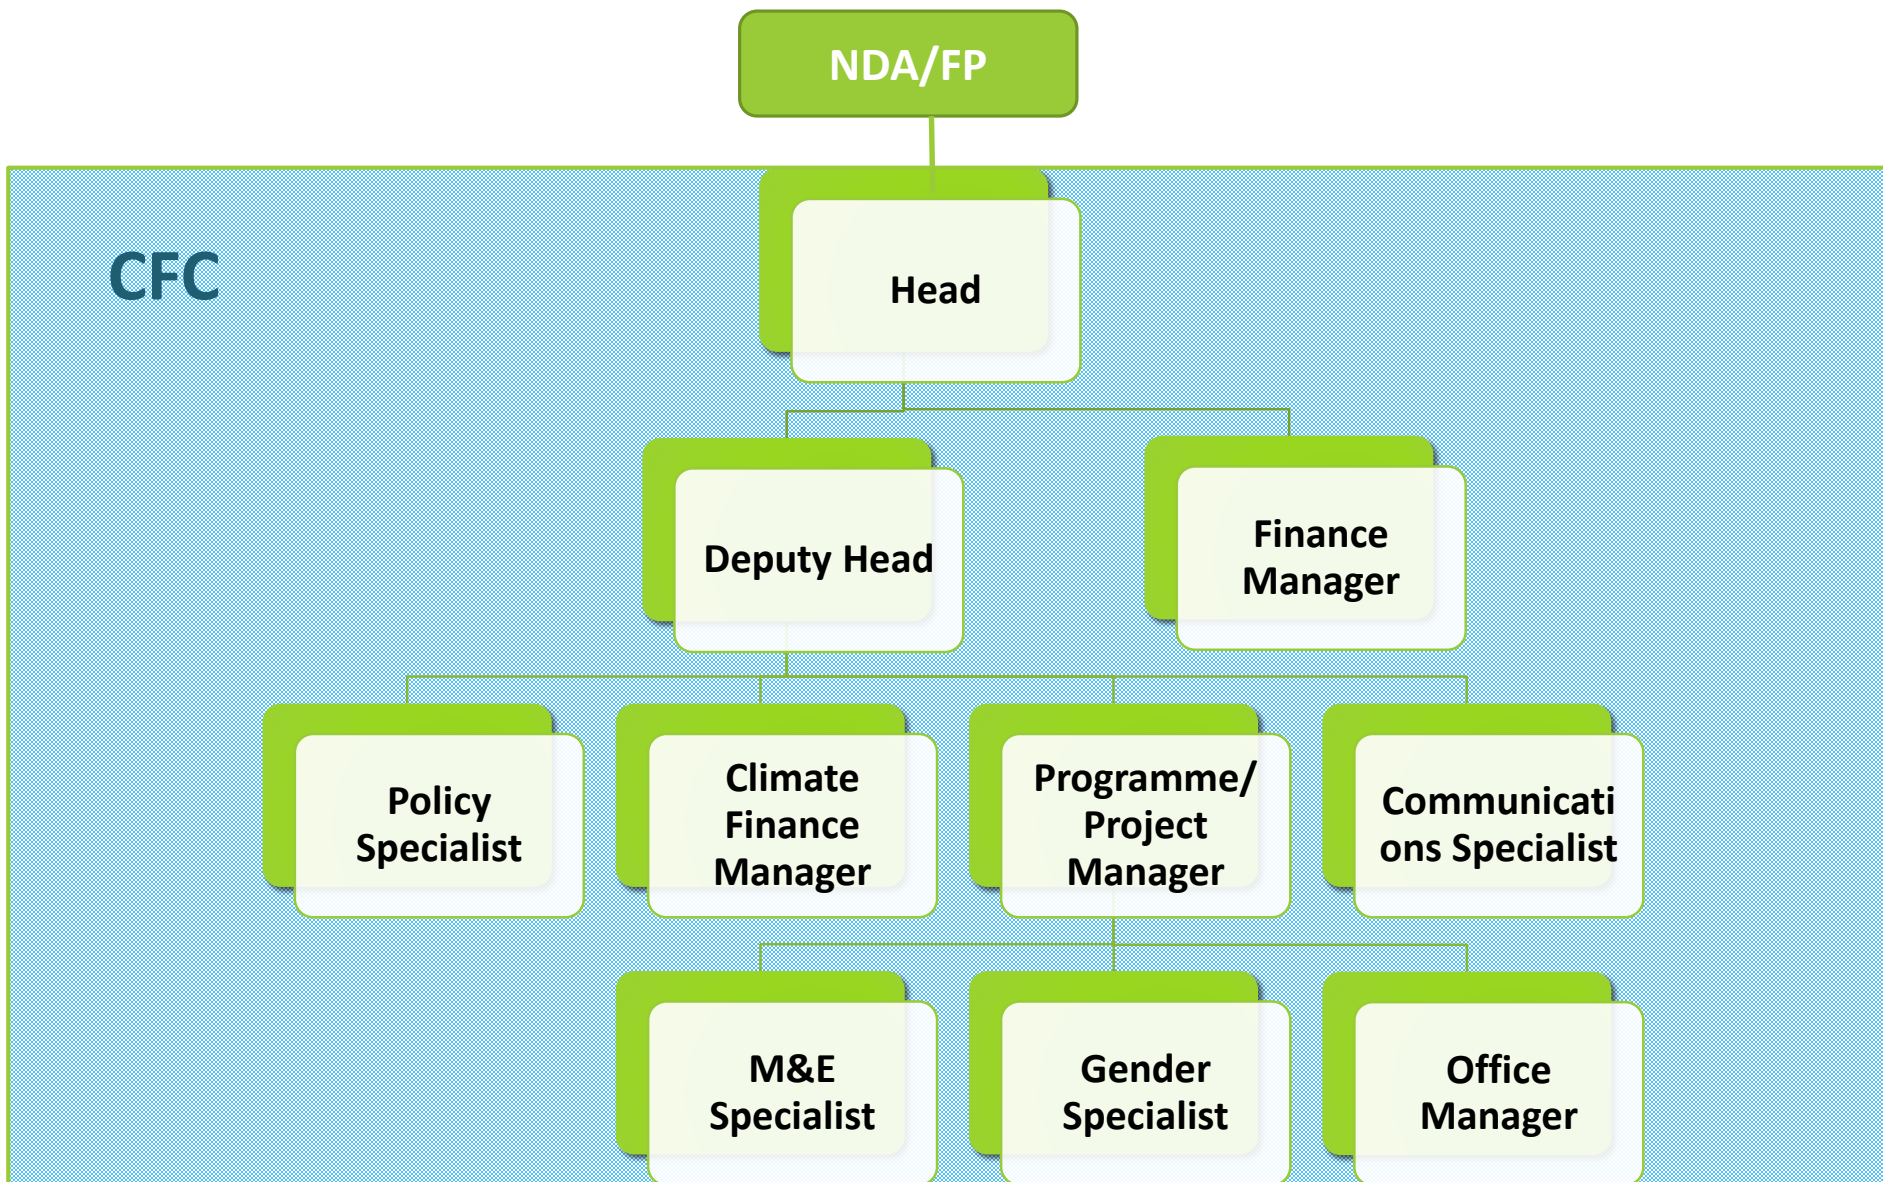 NDA/FP
CFC
Head
Deputy Head
Finance
Manager
Policy
Specialist
Climate
Finance
Manager
Programme/
Project
Manager
Communicati
ons Specialist
M&E
Specialist
Gender
Specialist
Office
Manager